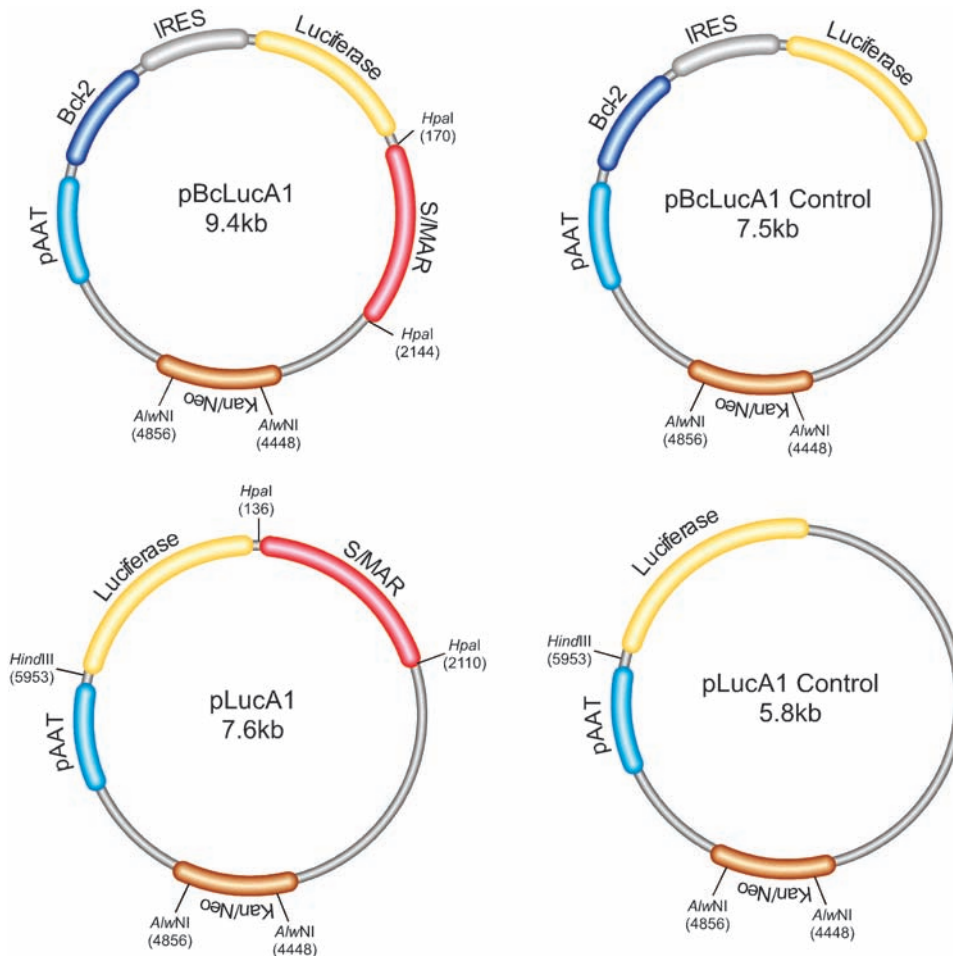 IRES
Luciferase
Bcl-2
HpaI
(170)
pBcLucA1
9.4kb
S/MAR
pAAT
HpaI
(2144)
Kan/Neo
AlwNI
(4856)
AlwNI
(4448)
IRES
Luciferase
Bcl-2
pBcLucA1 Control
7.5kb
pAAT
Kan/Neo
AlwNI
(4856)
AlwNI
(4448)
HpaI
(136)
Luciferase
S/MAR
HindIII
(5953)
HpaI
(2110)
pLucA1
7.6kb
pAAT
Kan/Neo
AlwNI
(4856)
AlwNI
(4448)
Luciferase
HindIII
(5953)
pLucA1 Control
5.8kb
pAAT
Kan/Neo
AlwNI
(4856)
AlwNI
(4448)